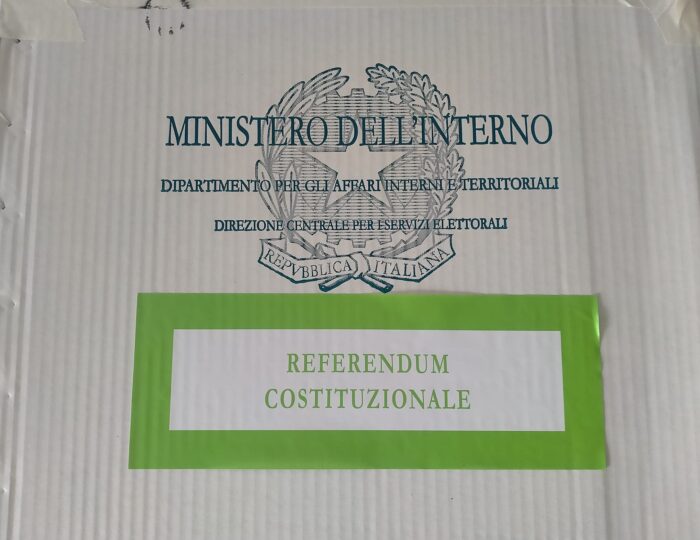 MINISTERO DELL'INTERNO
DIPARTIMENTO PER GLI AFFARI INTERNI E TERRITORIALI
DIREZIONE CENTRALE PER I SERVIZI ELETTORALI
REPVBBLICA ITALIANA
REFERENDUM
COSTITUZIONALE